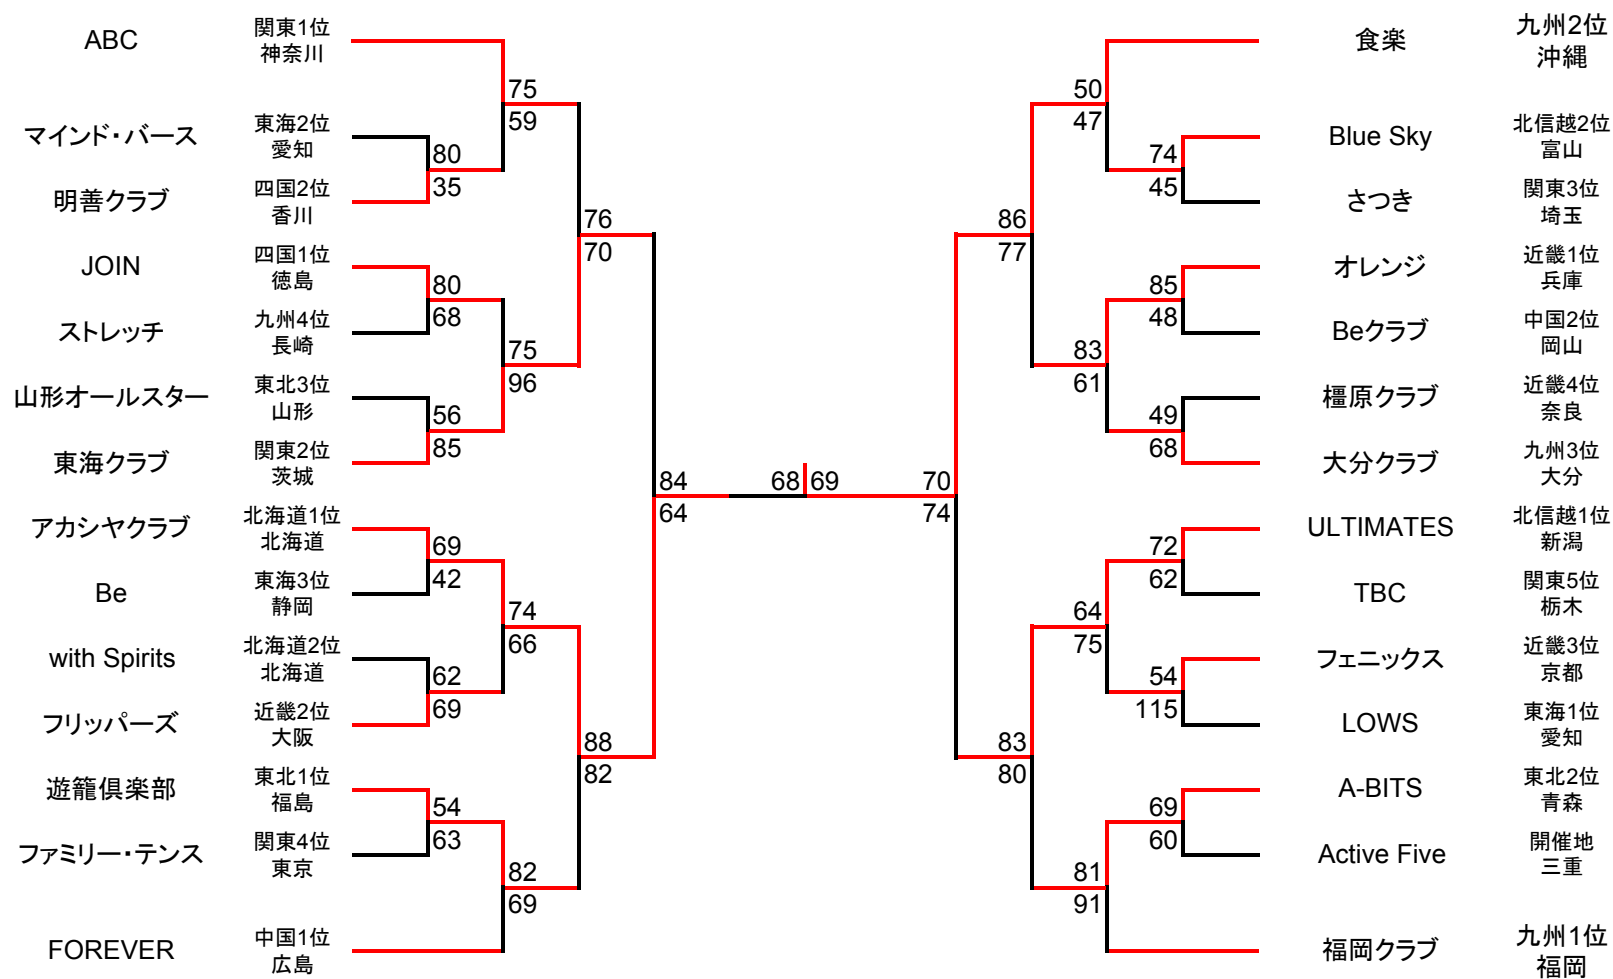 ABC
関東1位
神奈川
75
59
マインド・バース
東海2位
愛知
80
35
明善クラブ
四国2位
香川
76
70
JOIN
四国1位
徳島
80
68
ストレッチ
九州4位
長崎
75
96
山形オールスター
東北3位
山形
56
85
東海クラブ
関東2位
茨城
84
64
アカシヤクラブ
北海道1位
北海道
69
42
Be
東海3位
静岡
74
66
with Spirits
北海道2位
北海道
62
69
フリッパーズ
近畿2位
大阪
88
82
遊籠倶楽部
東北1位
福島
54
63
ファミリー・テンス
関東4位
東京
82
69
FOREVER
中国1位
広島
68 69
食楽
九州2位
沖縄
50
47
Blue Sky
北信越2位
富山
74
45
さつき
関東3位
埼玉
86
77
オレンジ
近畿1位
兵庫
85
48
Beクラブ
中国2位
岡山
83
61
橿原クラブ
近畿4位
奈良
49
68
大分クラブ
九州3位
大分
70
74
ULTIMATES
北信越1位
新潟
72
62
TBC
関東5位
栃木
64
75
フェニックス
近畿3位
京都
54
115
LOWS
東海1位
愛知
83
80
A-BITS
東北2位
青森
69
60
Active Five
開催地
三重
81
91
福岡クラブ
九州1位
福岡